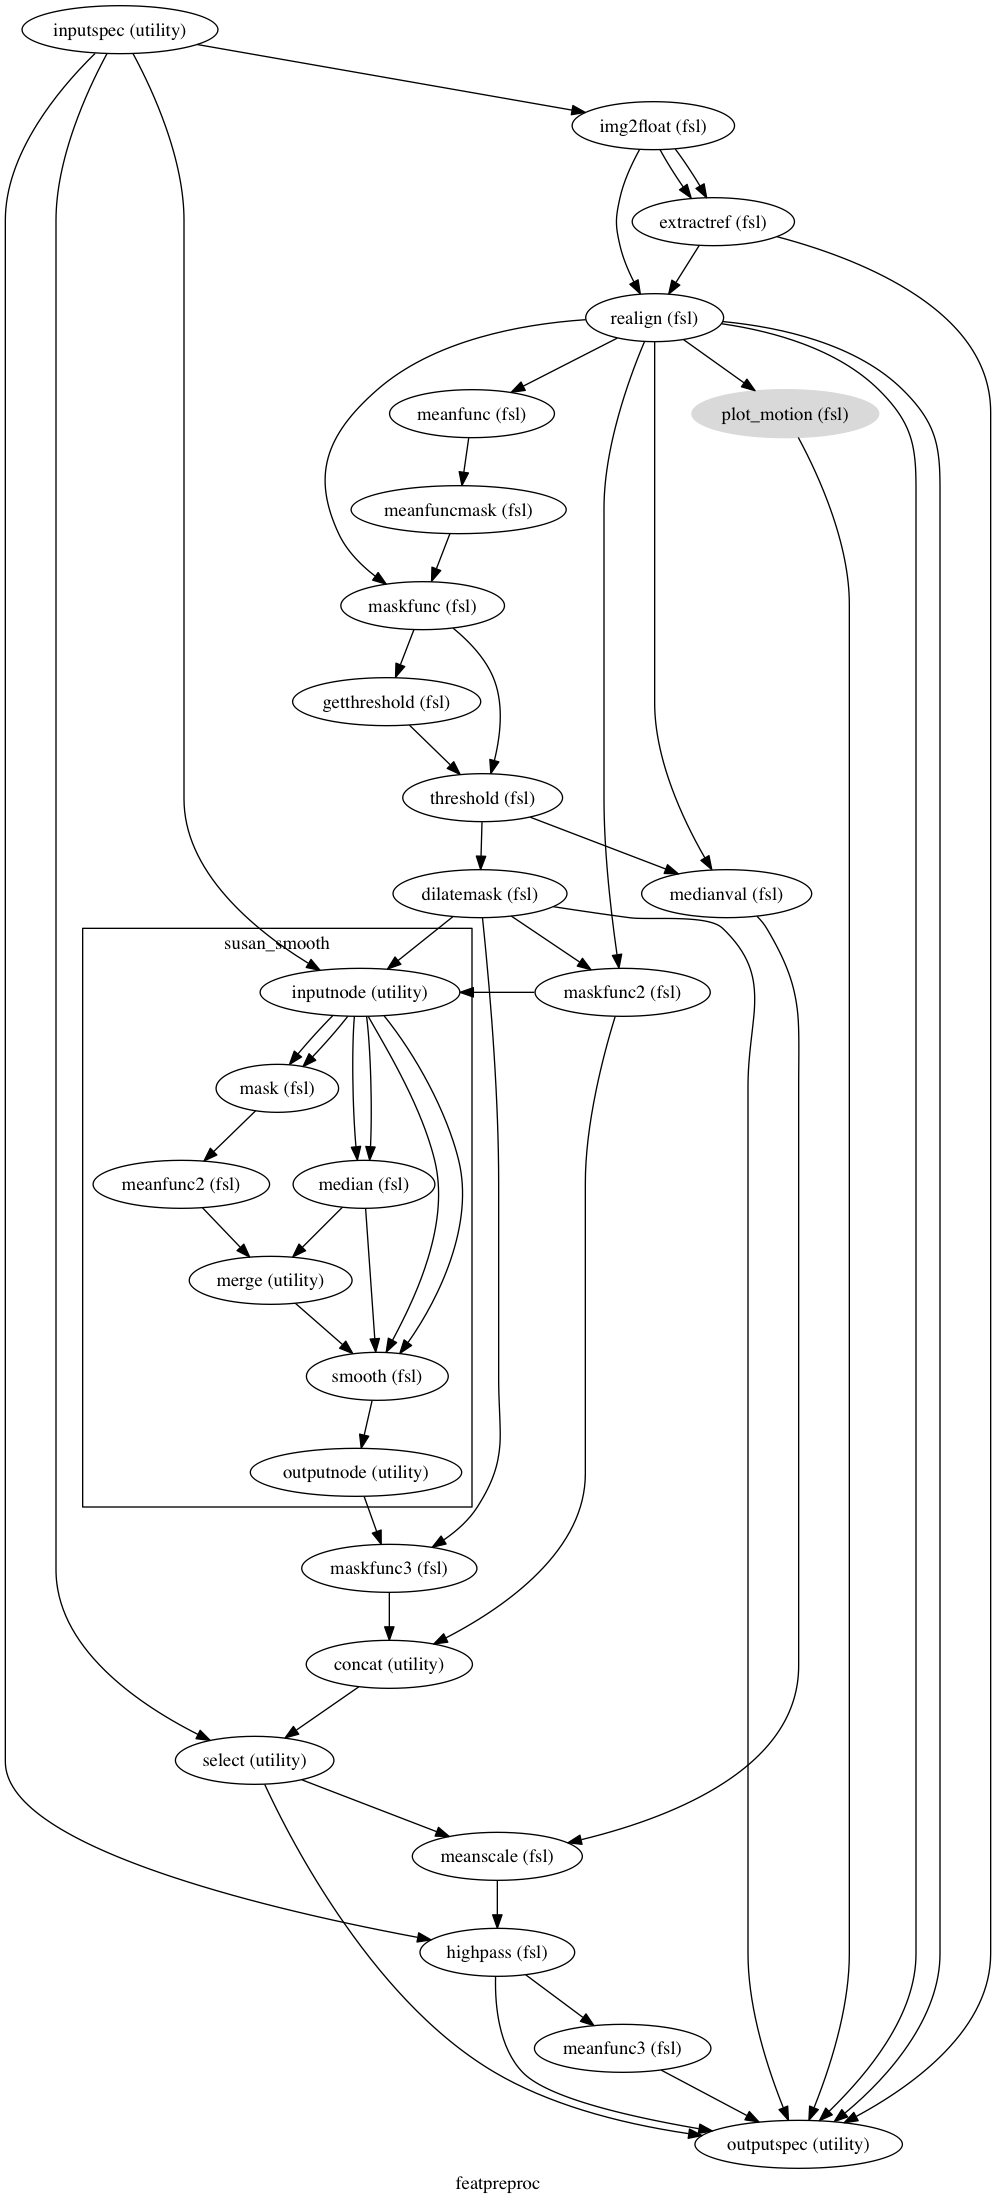 inputspec (utility)
img2float (fsl)
extractref (fsl)
realign (fsl)
meanfunc (fsl)
plot_motion (fsl)
meanfuncmask (fsl)
maskfunc (fsl)
getthreshold (fsl)
threshold (fsl)
dilatemask (fsl)
medianval (fsl)
susan_smooth
inputnode (utility)
maskfunc2 (fsl)
mask (fsl)
meanfunc2 (fsl)
median (fsl)
merge (utility)
smooth (fsl)
outputnode (utility)
maskfunc3 (fsl)
concat (utility)
select (utility)
meanscale (fsl)
highpass (fsl)
meanfunc3 (fsl)
outputspec (utility)
featpreproc